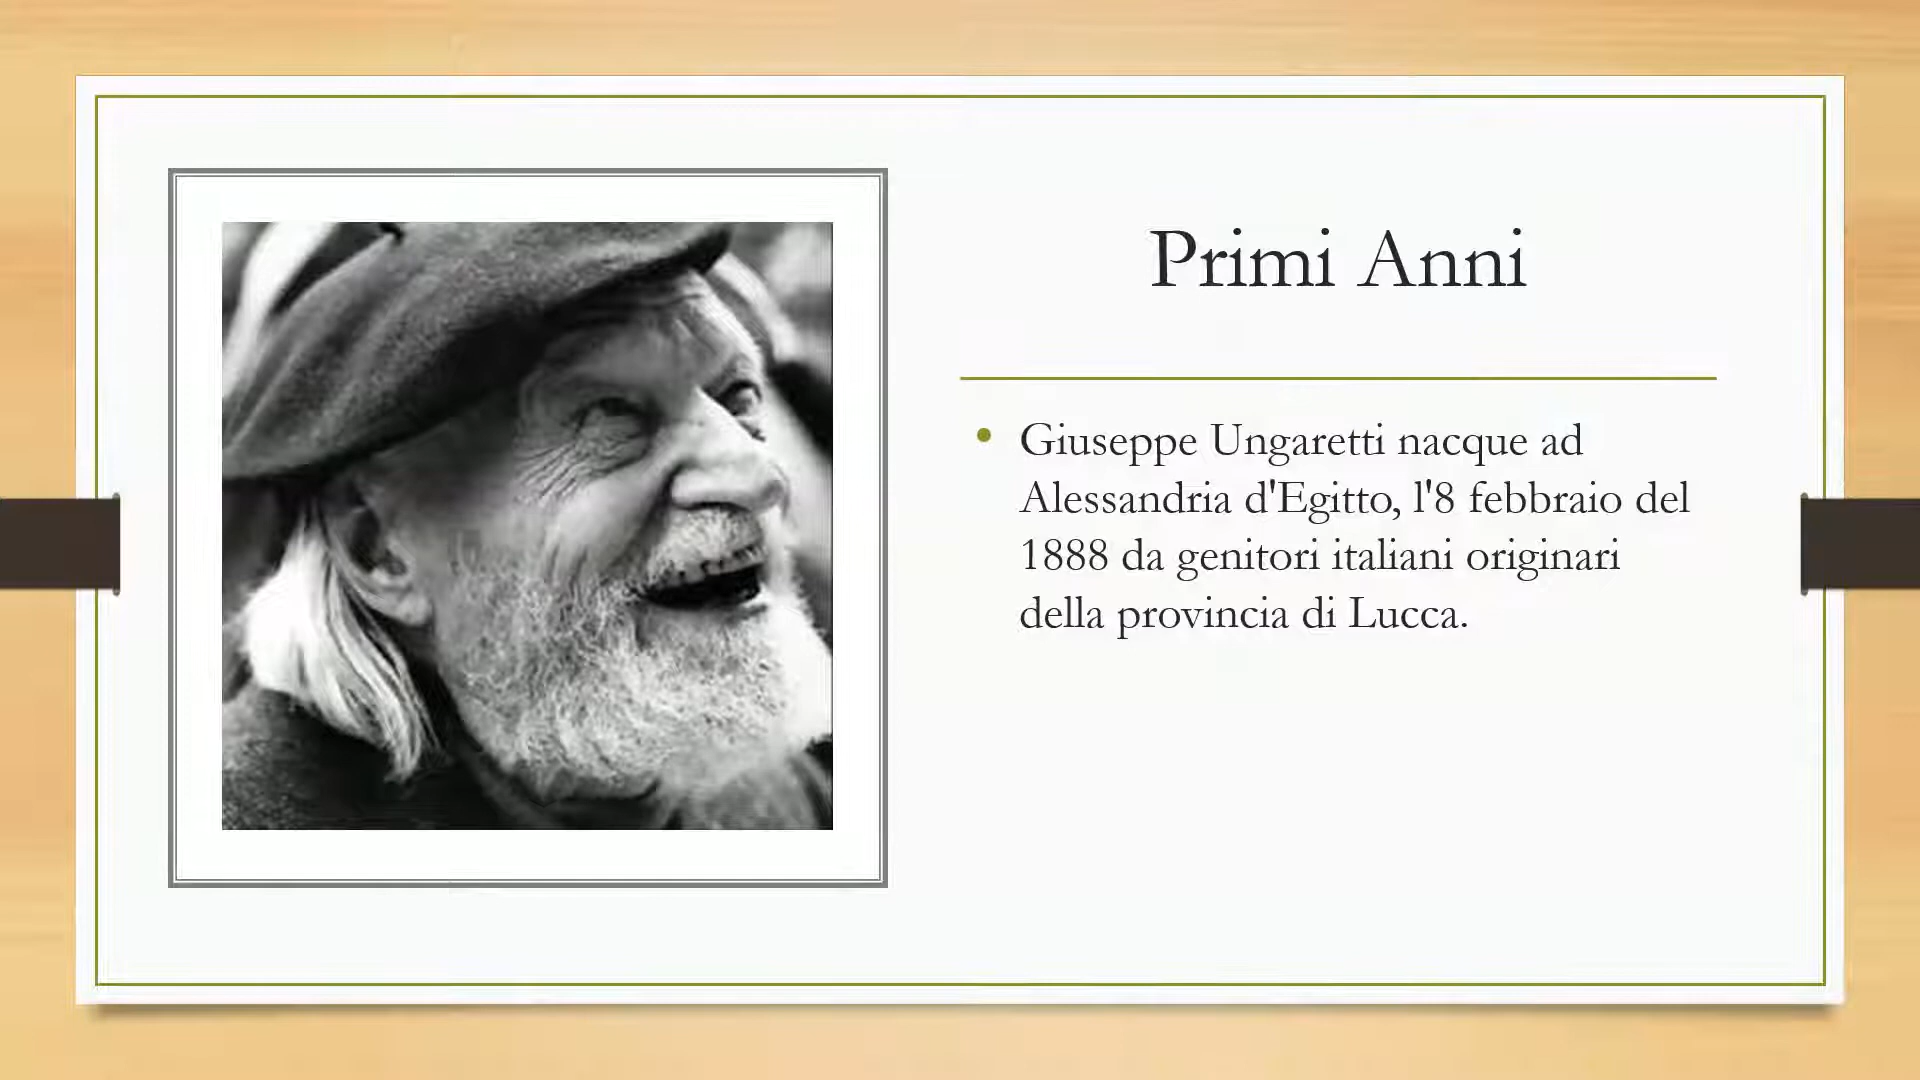 Primi Anni
Giuseppe Ungaretti nacque ad
Alessandria d'Egitto, l'8 febbraio del
1888 da genitori italiani originari
della provincia di Lucca.